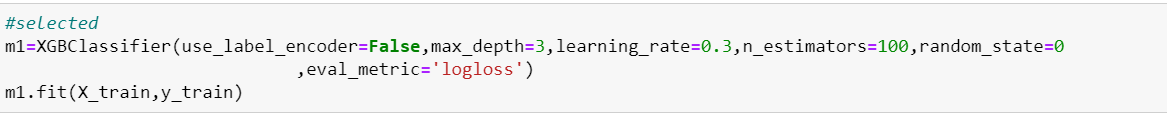 #selected
m1=XGBClassifier(use_label_encoder=False,max_depth=3,learning_rate=0.3,n_estimators=100,random_state=0
,eval_metric='logloss')
m1.fit(X_train,y_train)